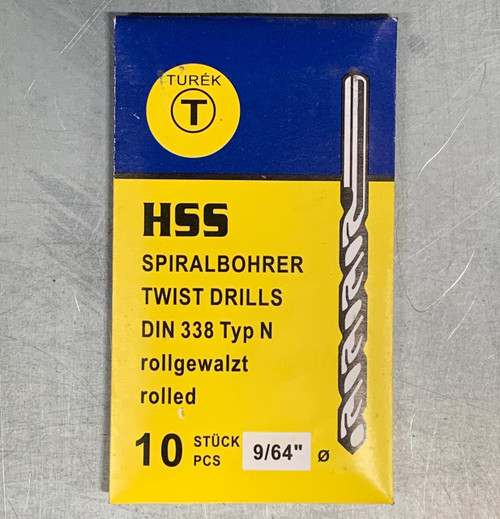 TURÉK
T
HSS
SPIRALBOHRER
TWIST DRILLS
DIN 338 Typ N
rollgewalzt
rolled
10 STÜCK PCS 9/64" ø